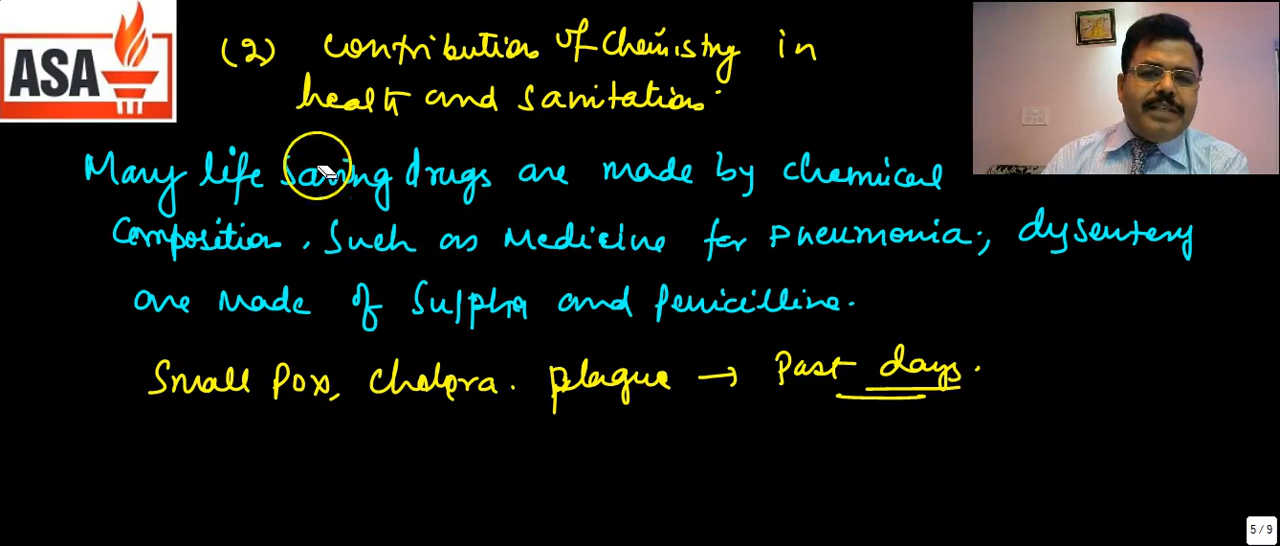 ASA
(2) Contribution of Chemistry in
health and Sanitation.
Many life saving drugs are made by chemical
Composition. Such as Medicine for Pneumonia, dysentery
are made of Sulpha and Penicilline.
Small Pox, Cholera. plague → Past days.
5/9